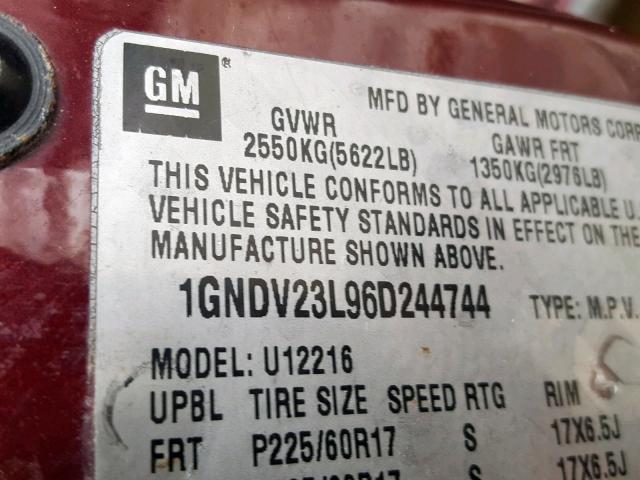 GM®
MFD BY GENERAL MOTORS CORP
GVWR GAWR FRT
2550KG(5622LB) 1350KG(2976LB)
THIS VEHICLE CONFORMS TO ALL APPLICABLE U.
VEHICLE SAFETY STANDARDS IN EFFECT ON THE
MANUFACTURE SHOWN ABOVE.
1GNDV23L96D244744 TYPE: M.P.V.
MODEL: U12216
UPBL TIRE SIZE SPEED RTG RIM
FRT P225/60R17 S 17X6.5J
S 17X6.5J